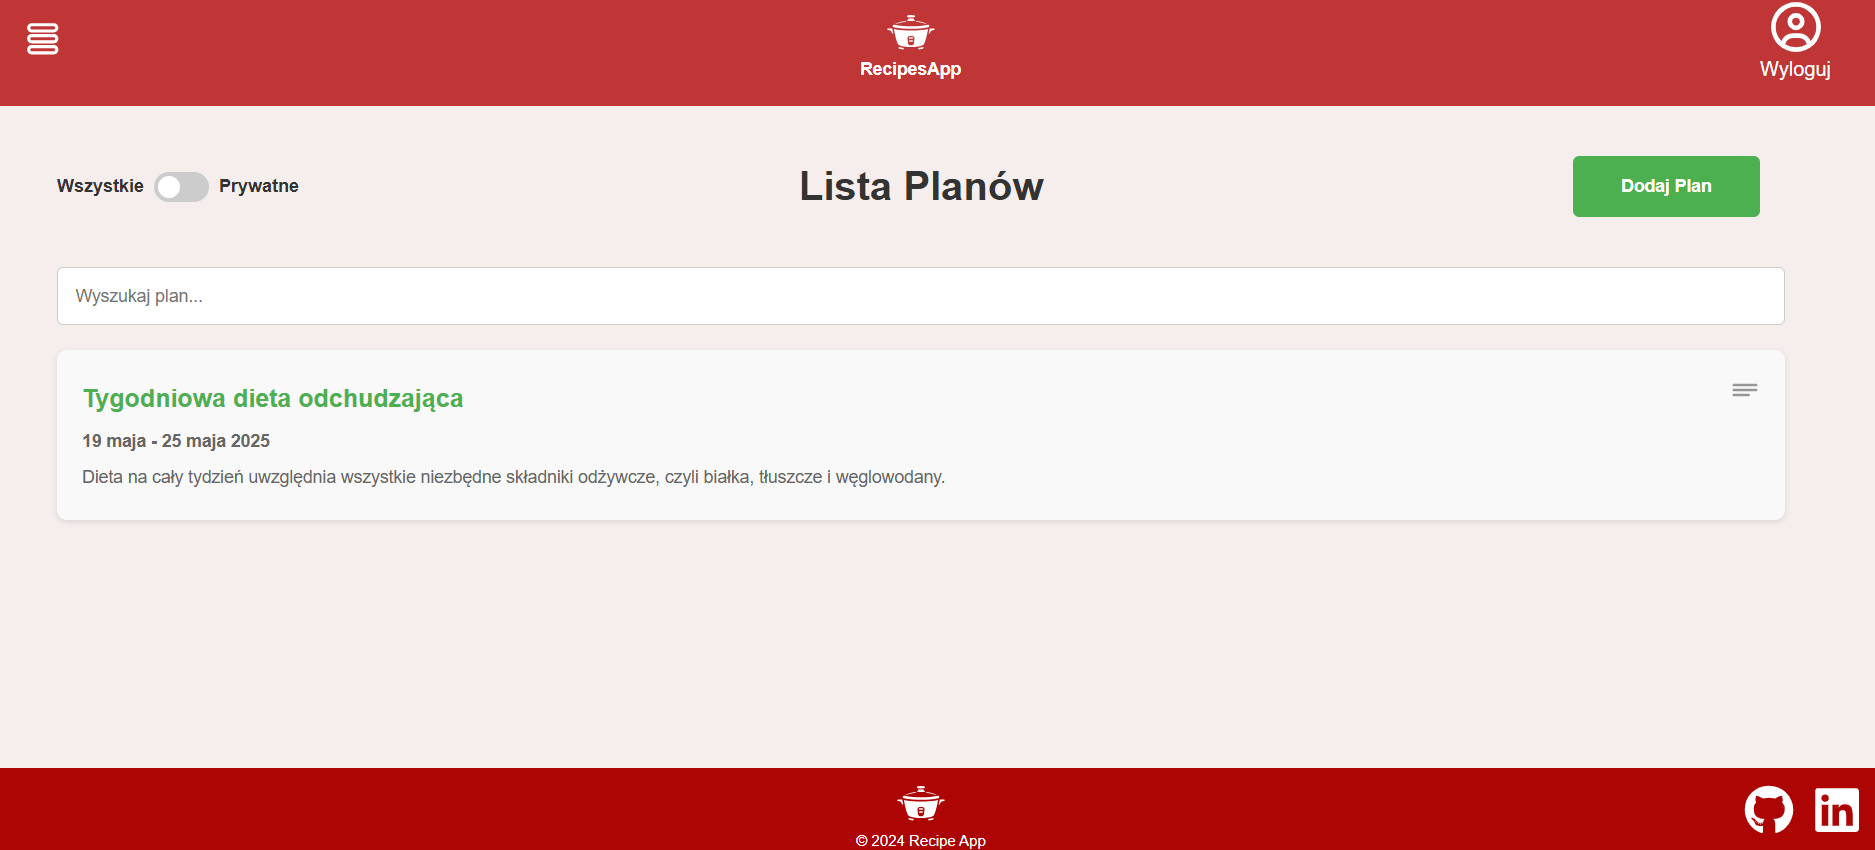 RecipesApp
Wyloguj
Wszystkie Prywatne
Lista Planów
Dodaj Plan
Wyszukaj plan...
Tygodniowa dieta odchudzająca
19 maja - 25 maja 2025
Dieta na cały tydzień uwzględnia wszystkie niezbędne składniki odżywcze, czyli białka, tłuszcze i węglowodany.
© 2024 Recipe App
in